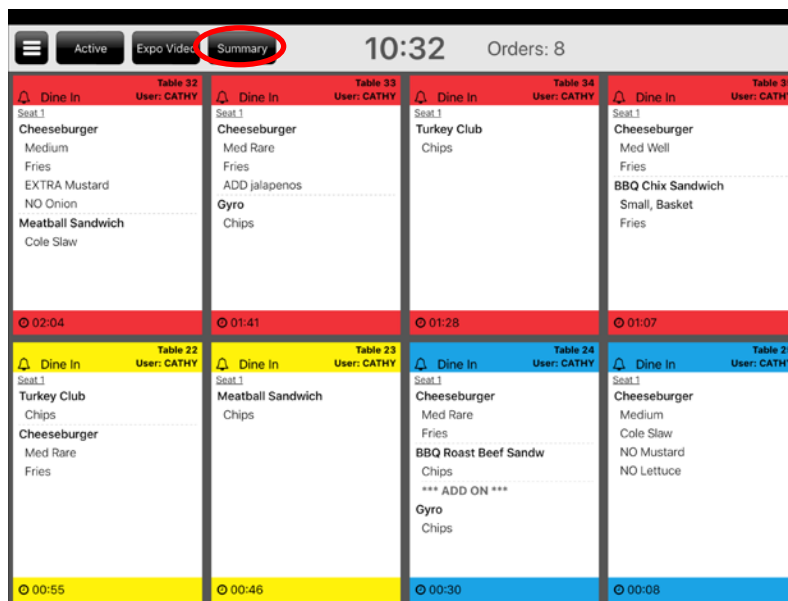 Active Expo Video Summary 10:32 Orders: 8
Table 32
Dine In User: CATHY
Seat 1
Cheeseburger
Medium
Fries
EXTRA Mustard
NO Onion
Meatball Sandwich
Cole Slaw
02:04
Table 33
Dine In User: CATHY
Seat 1
Cheeseburger
Med Rare
Fries
ADD jalapenos
Gyro
Chips
01:41
Table 34
Dine In User: CATHY
Seat 1
Turkey Club
Chips
01:28
Table
Dine In User:
Seat 1
Cheeseburger
Med Well
Fries
BBQ Chix Sandwich
Small, Basket
Fries
01:07
Table 22
Dine In User: CATHY
Seat 1
Turkey Club
Chips
Cheeseburger
Med Rare
Fries
00:55
Table 23
Dine In User: CATHY
Seat 1
Meatball Sandwich
Chips
00:46
Table 24
Dine In User: CATHY
Seat 1
Cheeseburger
Med Rare
Fries
BBQ Roast Beef Sandw
Chips
*** ADD ON ***
Gyro
Chips
00:30
Table
Dine In User:
Seat 1
Cheeseburger
Medium
Cole Slaw
NO Mustard
NO Lettuce
00:08